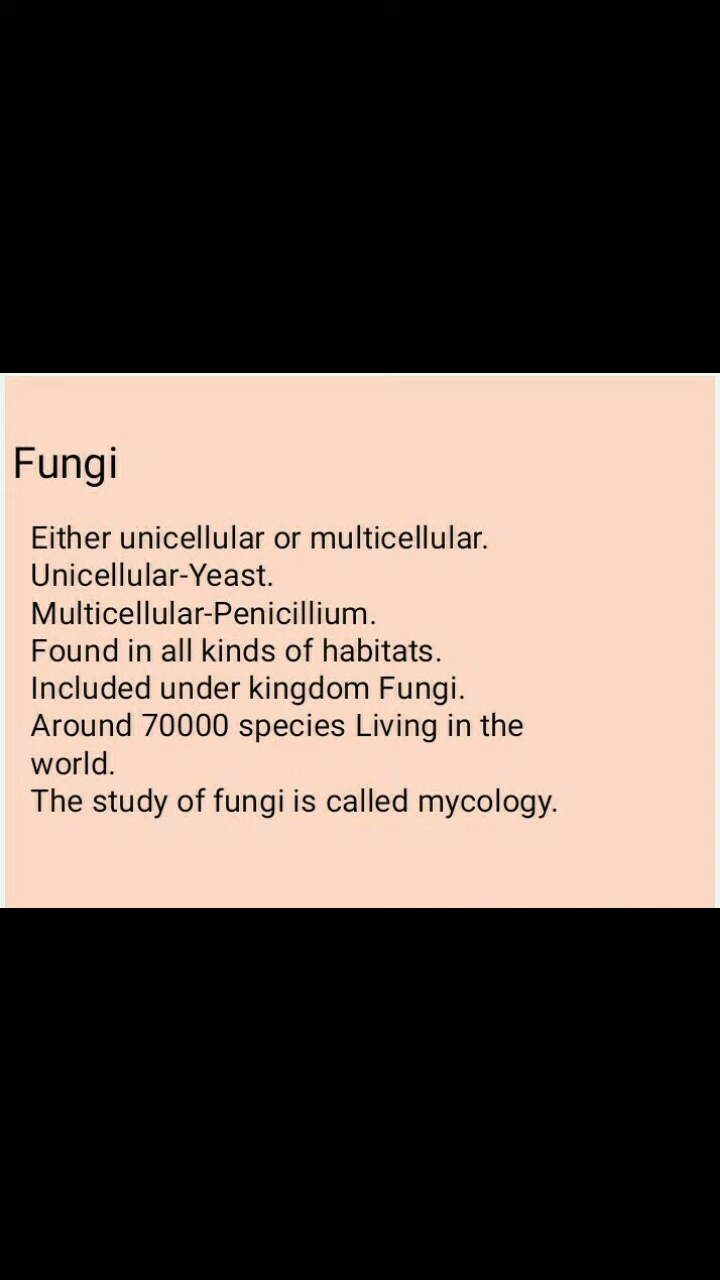 Fungi
Either unicellular or multicellular.
Unicellular-Yeast.
Multicellular-Penicillium.
Found in all kinds of habitats.
Included under kingdom Fungi.
Around 70000 species Living in the
world.
The study of fungi is called mycology.